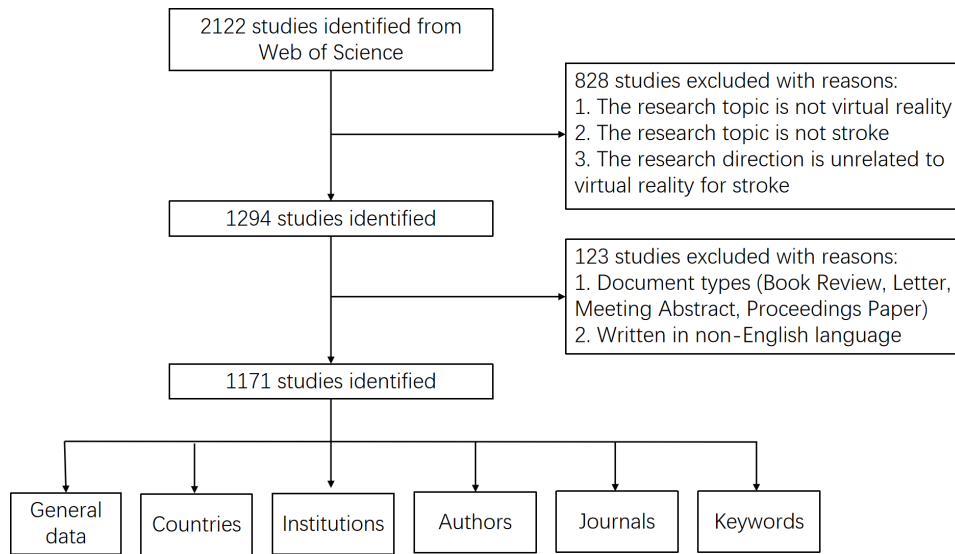 2122 studies identified from
Web of Science
828 studies excluded with reasons:
1. The research topic is not virtual reality
2. The research topic is not stroke
3. The research direction is unrelated to
virtual reality for stroke
1294 studies identified
123 studies excluded with reasons:
1. Document types (Book Review, Letter,
Meeting Abstract, Proceedings Paper)
2. Written in non-English language
1171 studies identified
General
data
Countries
Institutions
Authors
Journals
Keywords